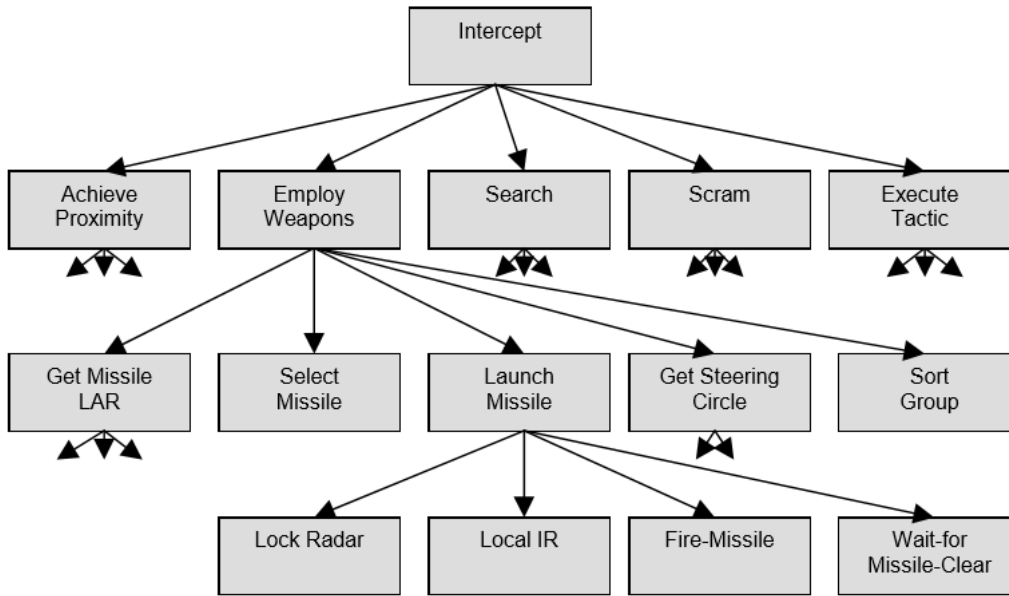 Intercept
Achieve
Proximity
Employ
Weapons
Search
Scram
Execute
Tactic
Get Missile
LAR
Select
Missile
Launch
Missile
Get Steering
Circle
Sort
Group
Lock Radar
Local IR
Fire-Missile
Wait-for
Missile-Clear